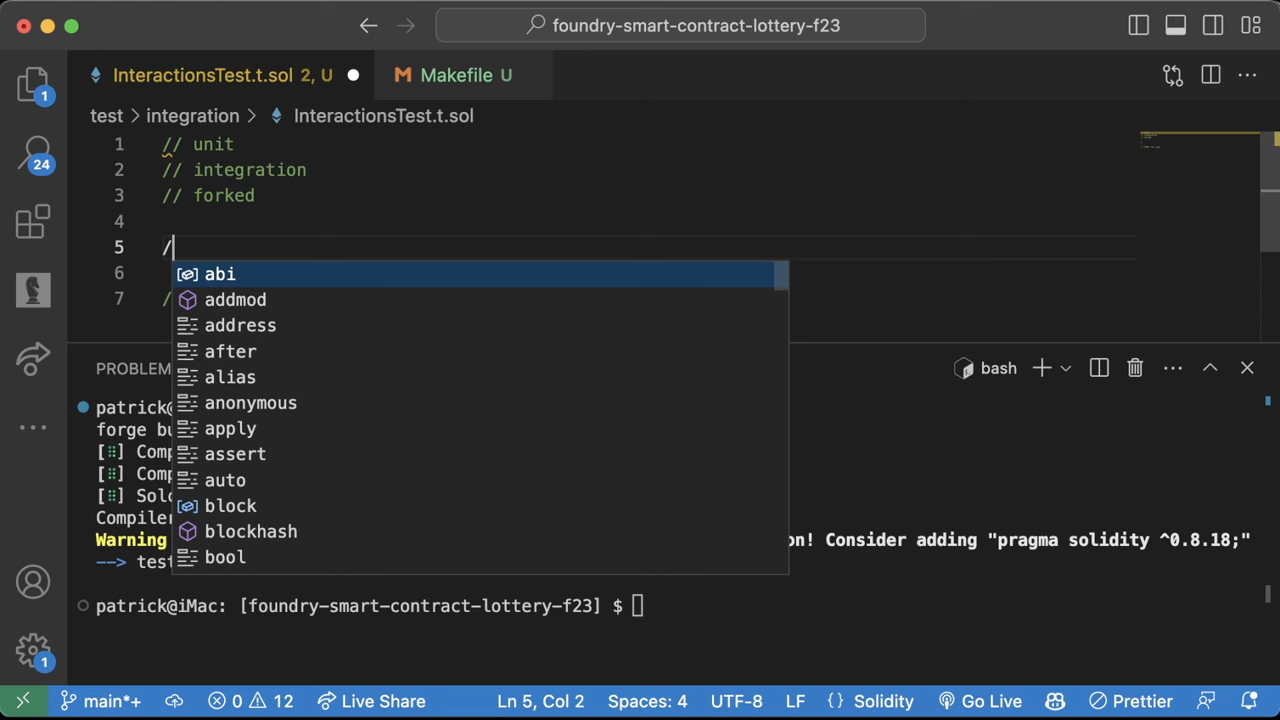 foundry-smart-contract-lottery-f23
InteractionsTest.t.sol 2, U
Makefile U
test > integration > InteractionsTest.t.sol
1 // unit
2 // integration
3 // forked
4
5 /
6
7 /
abi
addmod
address
after
alias
anonymous
apply
assert
auto
block
blockhash
bool
PROBLEM
bash
patrick@
forge bu
[⠿] Comp
[⠿] Comp
[⠿] Solc
Compiler
Warning on! Consider adding "pragma solidity ^0.8.18;"
--> test
patrick@iMac: [foundry-smart-contract-lottery-f23] $
1
24
1
main*+ 0 12 Live Share Ln 5, Col 2 Spaces: 4 UTF-8 LF {} Solidity Go Live Prettier